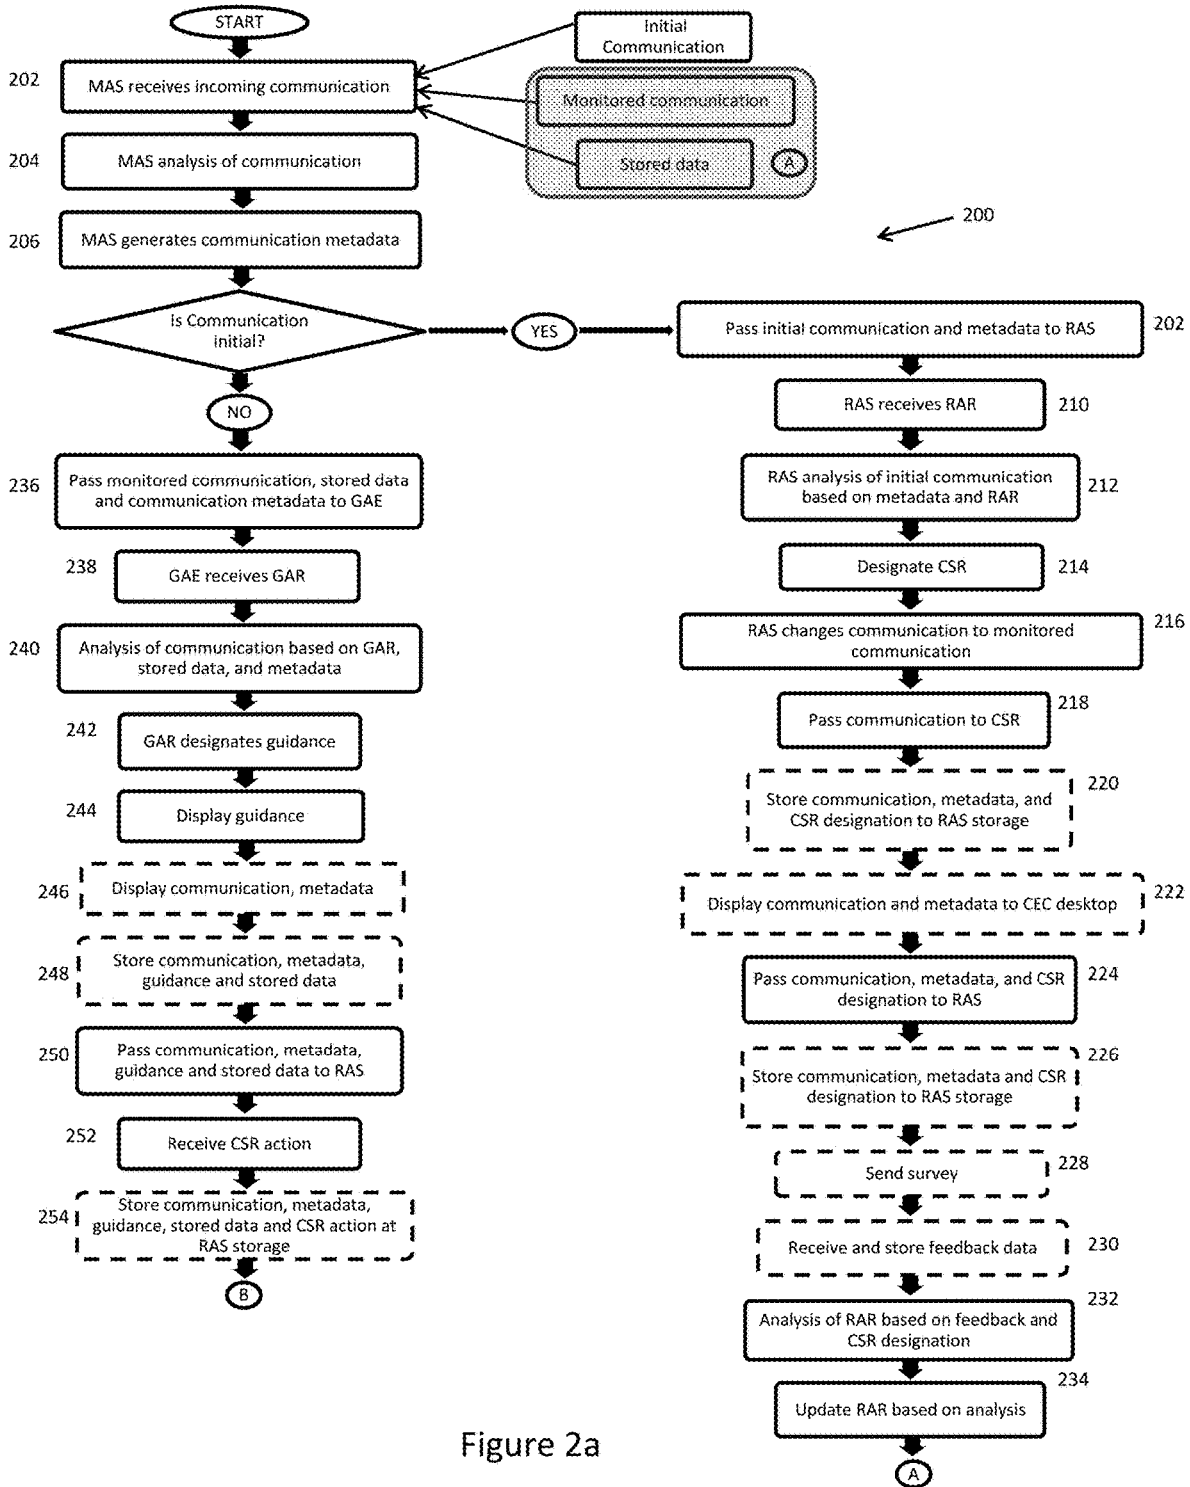 START
Initial
Communication
202
MAS receives incoming communication
Monitored communication
204
MAS analysis of communication
Stored data
A
206
MAS generates communication metadata
200
Is Communication
initial?
YES
Pass initial communication and metadata to RAS
202
NO
RAS receives RAR
210
236
Pass monitored communication, stored data
and communication metadata to GAE
RAS analysis of initial communication
based on metadata and RAR
212
238
GAE receives GAR
Designate CSR
214
240
Analysis of communication based on GAR,
stored data, and metadata
RAS changes communication to monitored
communication
216
242
GAR designates guidance
Pass communication to CSR
218
244
Display guidance
Store communication, metadata, and
CSR designation to RAS storage
220
246
Display communication, metadata
Display communication and metadata to CEC desktop
222
248
Store communication, metadata,
guidance and stored data
Pass communication, metadata, and CSR
designation to RAS
224
250
Pass communication, metadata,
guidance and stored data to RAS
Store communication, metadata and CSR
designation to RAS storage
226
252
Receive CSR action
Send survey
228
254
Store communication, metadata,
guidance, stored data and CSR action at
RAS storage
Receive and store feedback data
230
B
Analysis of RAR based on feedback and
CSR designation
232
Update RAR based on analysis
234
Figure 2a
A